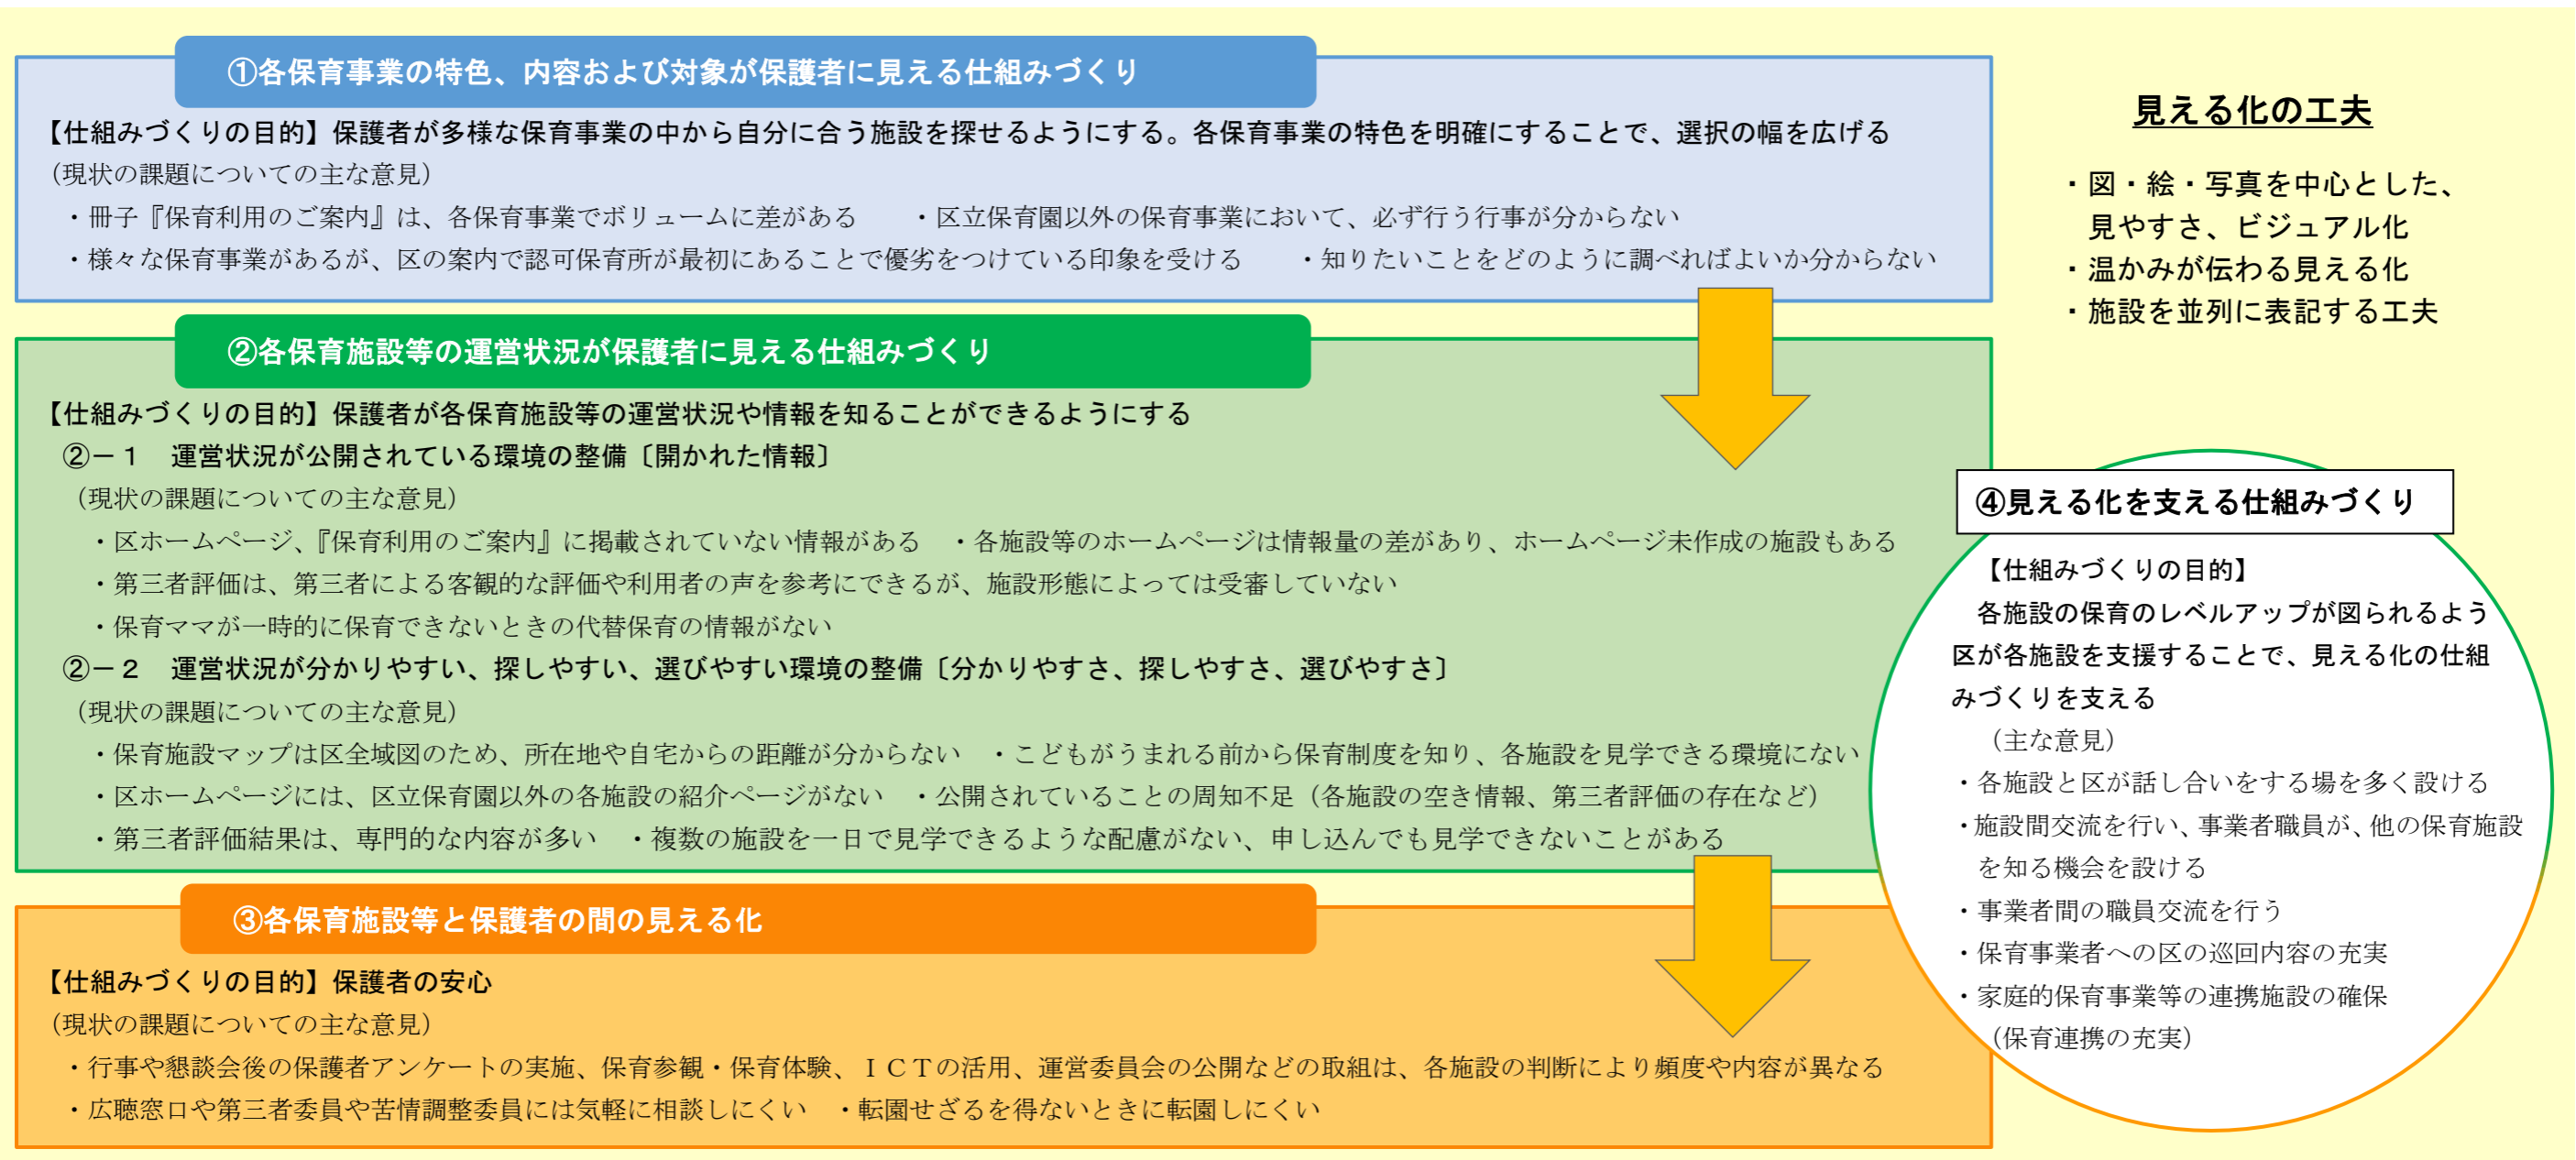 ①各保育事業の特色、内容および対象が保護者に見える仕組みづくり
【仕組みづくりの目的】保護者が多様な保育事業の中から自分に合う施設を探せるようにする。各保育事業の特色を明確にすることで、選択の幅を広げる
（現状の課題についての主な意見）
・冊子『保育利用のご案内』は、各保育事業でボリュームに差がある　・区立保育園以外の保育事業において、必ず行う行事が分からない
・様々な保育事業があるが、区の案内で認可保育所が最初にあることで優劣をつけている印象を受ける　・知りたいことをどのように調べればよいか分からない
②各保育施設等の運営状況が保護者に見える仕組みづくり
【仕組みづくりの目的】保護者が各保育施設等の運営状況や情報を知ることができるようにする
②－１　運営状況が公開されている環境の整備〔開かれた情報〕
（現状の課題についての主な意見）
・区ホームページ、『保育利用のご案内』に掲載されていない情報がある　・各施設等のホームページは情報量の差があり、ホームページ未作成の施設もある
・第三者評価は、第三者による客観的な評価や利用者の声を参考にできるが、施設形態によっては受審していない
・保育ママが一時的に保育できないときの代替保育の情報がない
②－２　運営状況が分かりやすい、探しやすい、選びやすい環境の整備〔分かりやすさ、探しやすさ、選びやすさ〕
（現状の課題についての主な意見）
・保育施設マップは区全域図のため、所在地や自宅からの距離が分からない　・こどもがうまれる前から保育制度を知り、各施設を見学できる環境にない
・区ホームページには、区立保育園以外の各施設の紹介ページがない　・公開されていることの周知不足（各施設の空き情報、第三者評価の存在など）
・第三者評価結果は、専門的な内容が多い　・複数の施設を一日で見学できるような配慮がない、申し込んでも見学できないことがある
③各保育施設等と保護者の間の見える化
【仕組みづくりの目的】保護者の安心
（現状の課題についての主な意見）
・行事や懇談会後の保護者アンケートの実施、保育参観・保育体験、ＩＣＴの活用、運営委員会の公開などの取組は、各施設の判断により頻度や内容が異なる
・広聴窓口や第三者委員や苦情調整委員には気軽に相談しにくい　・転園せざるを得ないときに転園しにくい
見える化の工夫
・図・絵・写真を中心とした、
見やすさ、ビジュアル化
・温かみが伝わる見える化
・施設を並列に表記する工夫
④見える化を支える仕組みづくり
【仕組みづくりの目的】
各施設の保育のレベルアップが図られるよう
区が各施設を支援することで、見える化の仕組
みづくりを支える
（主な意見）
・各施設と区が話し合いをする場を多く設ける
・施設間交流を行い、事業者職員が、他の保育施設
を知る機会を設ける
・事業者間の職員交流を行う
・保育事業者への区の巡回内容の充実
・家庭的保育事業等の連携施設の確保
（保育連携の充実）